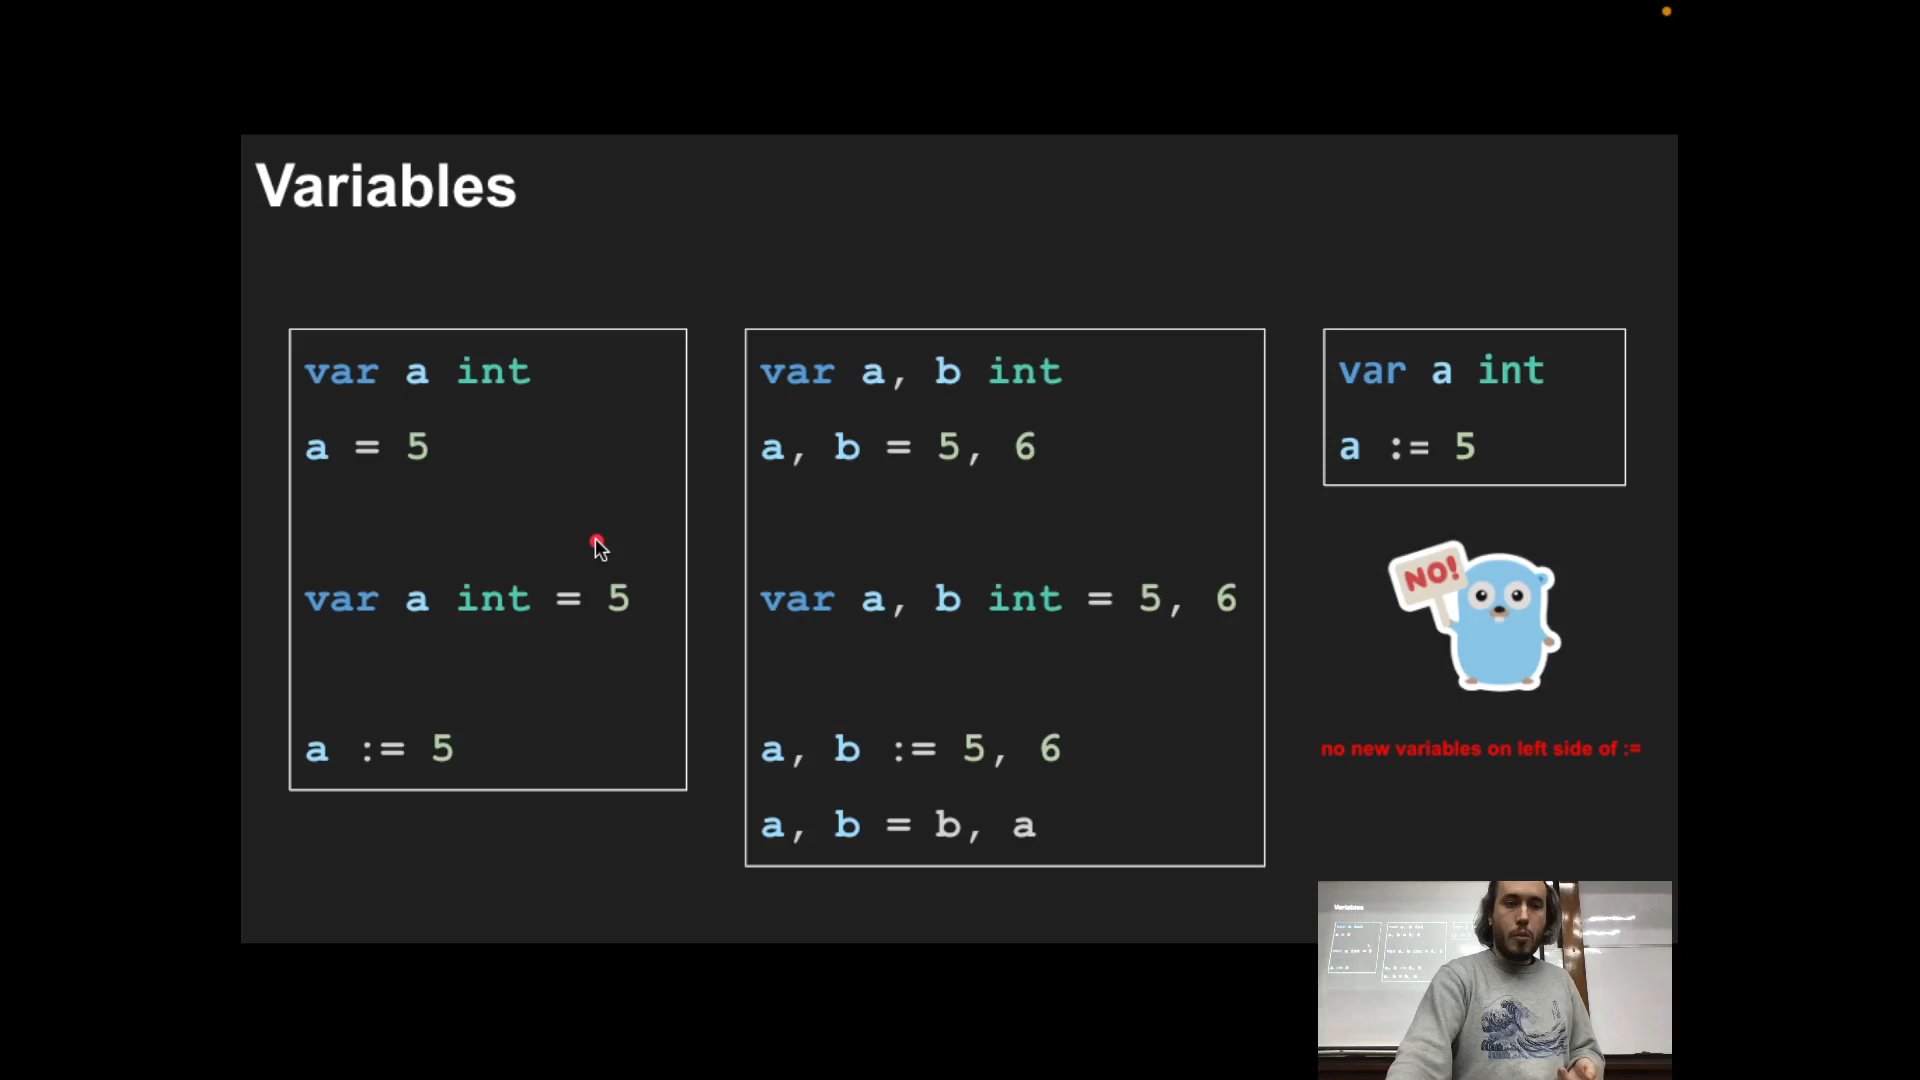 Variables
var a int
a = 5
var a int = 5
a := 5
var a, b int
a, b = 5, 6
var a, b int = 5, 6
a, b := 5, 6
a, b = b, a
var a int
a := 5
NO!
no new variables on left side of :=
Variables